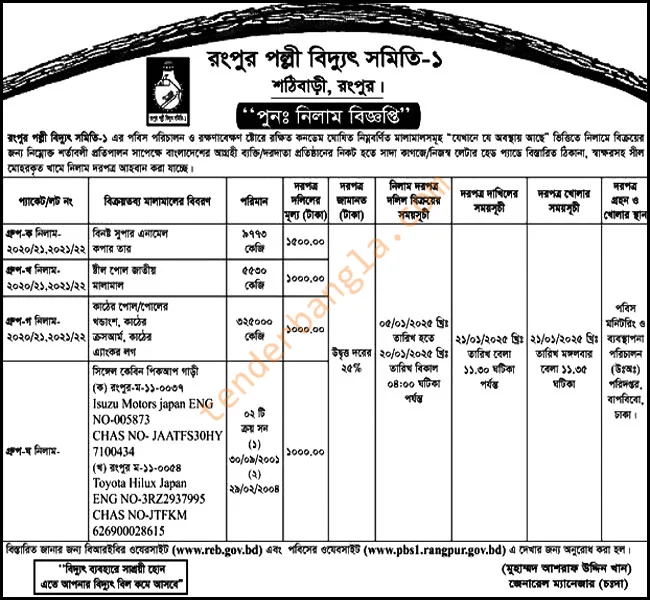 রংপুর পল্লী বিদ্যুৎ সমিতি-১
শঠিবাড়ী, রংপুর।
"পুনঃ নিলাম বিজ্ঞপ্তি"
রংপুর পল্লী বিদ্যুৎ সমিতি-১ এর পবিস পরিচালন ও রক্ষণাবেক্ষণ ষ্টোরে রক্ষিত কনডেম ঘোষিত নিম্নবর্ণিত মালামালসমূহ "যেখানে যে অবস্থায় আছে" ভিত্তিতে নিলামে বিক্রয়ের
জন্য নিম্নোক্ত শর্তাবলী প্রতিপালন সাপেক্ষে বাংলাদেশের আগ্রহী ব্যক্তি/দরদাতা প্রতিষ্ঠানের নিকট হতে সাদা কাগজে/নিজস্ব লেটার হেড প্যাডে বিস্তারিত ঠিকানা, স্বাক্ষরসহ সীল
মোহরকৃত খামে নিলাম দরপত্র আহবান করা যাচ্ছে।
প্যাকেট/লট নং
বিক্রয়তব্য মালামালের বিবরণ
পরিমান
দরপত্র
দলিলের
মূল্য (টাকা)
দরপত্র
জামানত
(টাকা)
নিলাম দরপত্র
দলিল বিক্রয়ের
সময়সূচী
দরপত্র দাখিলের
সময়সূচী
দরপত্র খোলার
সময়সূচী
দরপত্র
গ্রহন ও
খোলার স্থান
গ্রুপ-ক নিলাম-
২০২০/২১,২০২১/২২
বিনষ্ট সুপার এনামেল
কপার তার
৯৭৭৩
কেজি
১৫০০.০০
গ্রুপ-খ নিলাম-
২০২০/২১,২০২১/২২
ষ্টীল পোল জাতীয়
মালামাল
৫৫৩০
কেজি
১০০০.০০
গ্রুপ-গ নিলাম-
২০২০/২১,২০২১/২২
কাঠের পোল/পোলের
খন্ডাংশ, কাঠের
ক্রসআর্ম, কাঠের
এ্যাংকর লগ
৩২৫০০০
কেজি
১০০০.০০
গ্রুপ-ঘ নিলাম-
সিঙ্গেল কেবিন পিকআপ গাড়ী
(ক) রংপুর-ম-১১-০০৩৭
Isuzu Motors japan ENG
NO-005873
CHAS NO- JAATFS30HY
7100434
(খ) রংপুর ম-১১-০০৫৪
Toyota Hilux Japan
ENG NO-3RZ2937995
CHAS NO-JTFKM
626900028615
০২ টি
ক্রয় সন
(১)
৩০/০৯/২০০১
(২)
২৯/০২/২০০৪
১০০০.০০
উদ্বৃত্ত দরের
২৫%
০৫/০১/২০২৫ খ্রিঃ
তারিখ হতে
২০/০১/২০২৫ খ্রিঃ
তারিখ বিকাল
০৪:০০ ঘটিকা
পর্যন্ত
২১/০১/২০২৫ খ্রিঃ
তারিখ বেলা
১১.৩০ ঘটিকা
পর্যন্ত
২১/০১/২০২৫ খ্রিঃ
তারিখ মঙ্গলবার
বেলা ১১.৩৫
ঘটিকা
পবিস
মনিটরিং ও
ব্যবস্থাপনা
পরিচালন
(উঃঅঃ)
পরিদপ্তর,
বাপবিবো,
ঢাকা।
বিস্তারিত জানার জন্য বিআরইবির ওয়েবসাইট (www.reb.gov.bd) এবং পবিসের ওয়েবসাইট (www.pbs1.rangpur.gov.bd) এ দেখার জন্য অনুরোধ করা হল।
"বিদ্যুৎ ব্যবহারে সাশ্রয়ী হোন
এতে আপনার বিদ্যুৎ বিল কমে আসবে"
(মুহাম্মদ আশরাফ উদ্দিন খান)
জেনারেল ম্যানেজার (চঃদাঃ)
tenderbangla.com